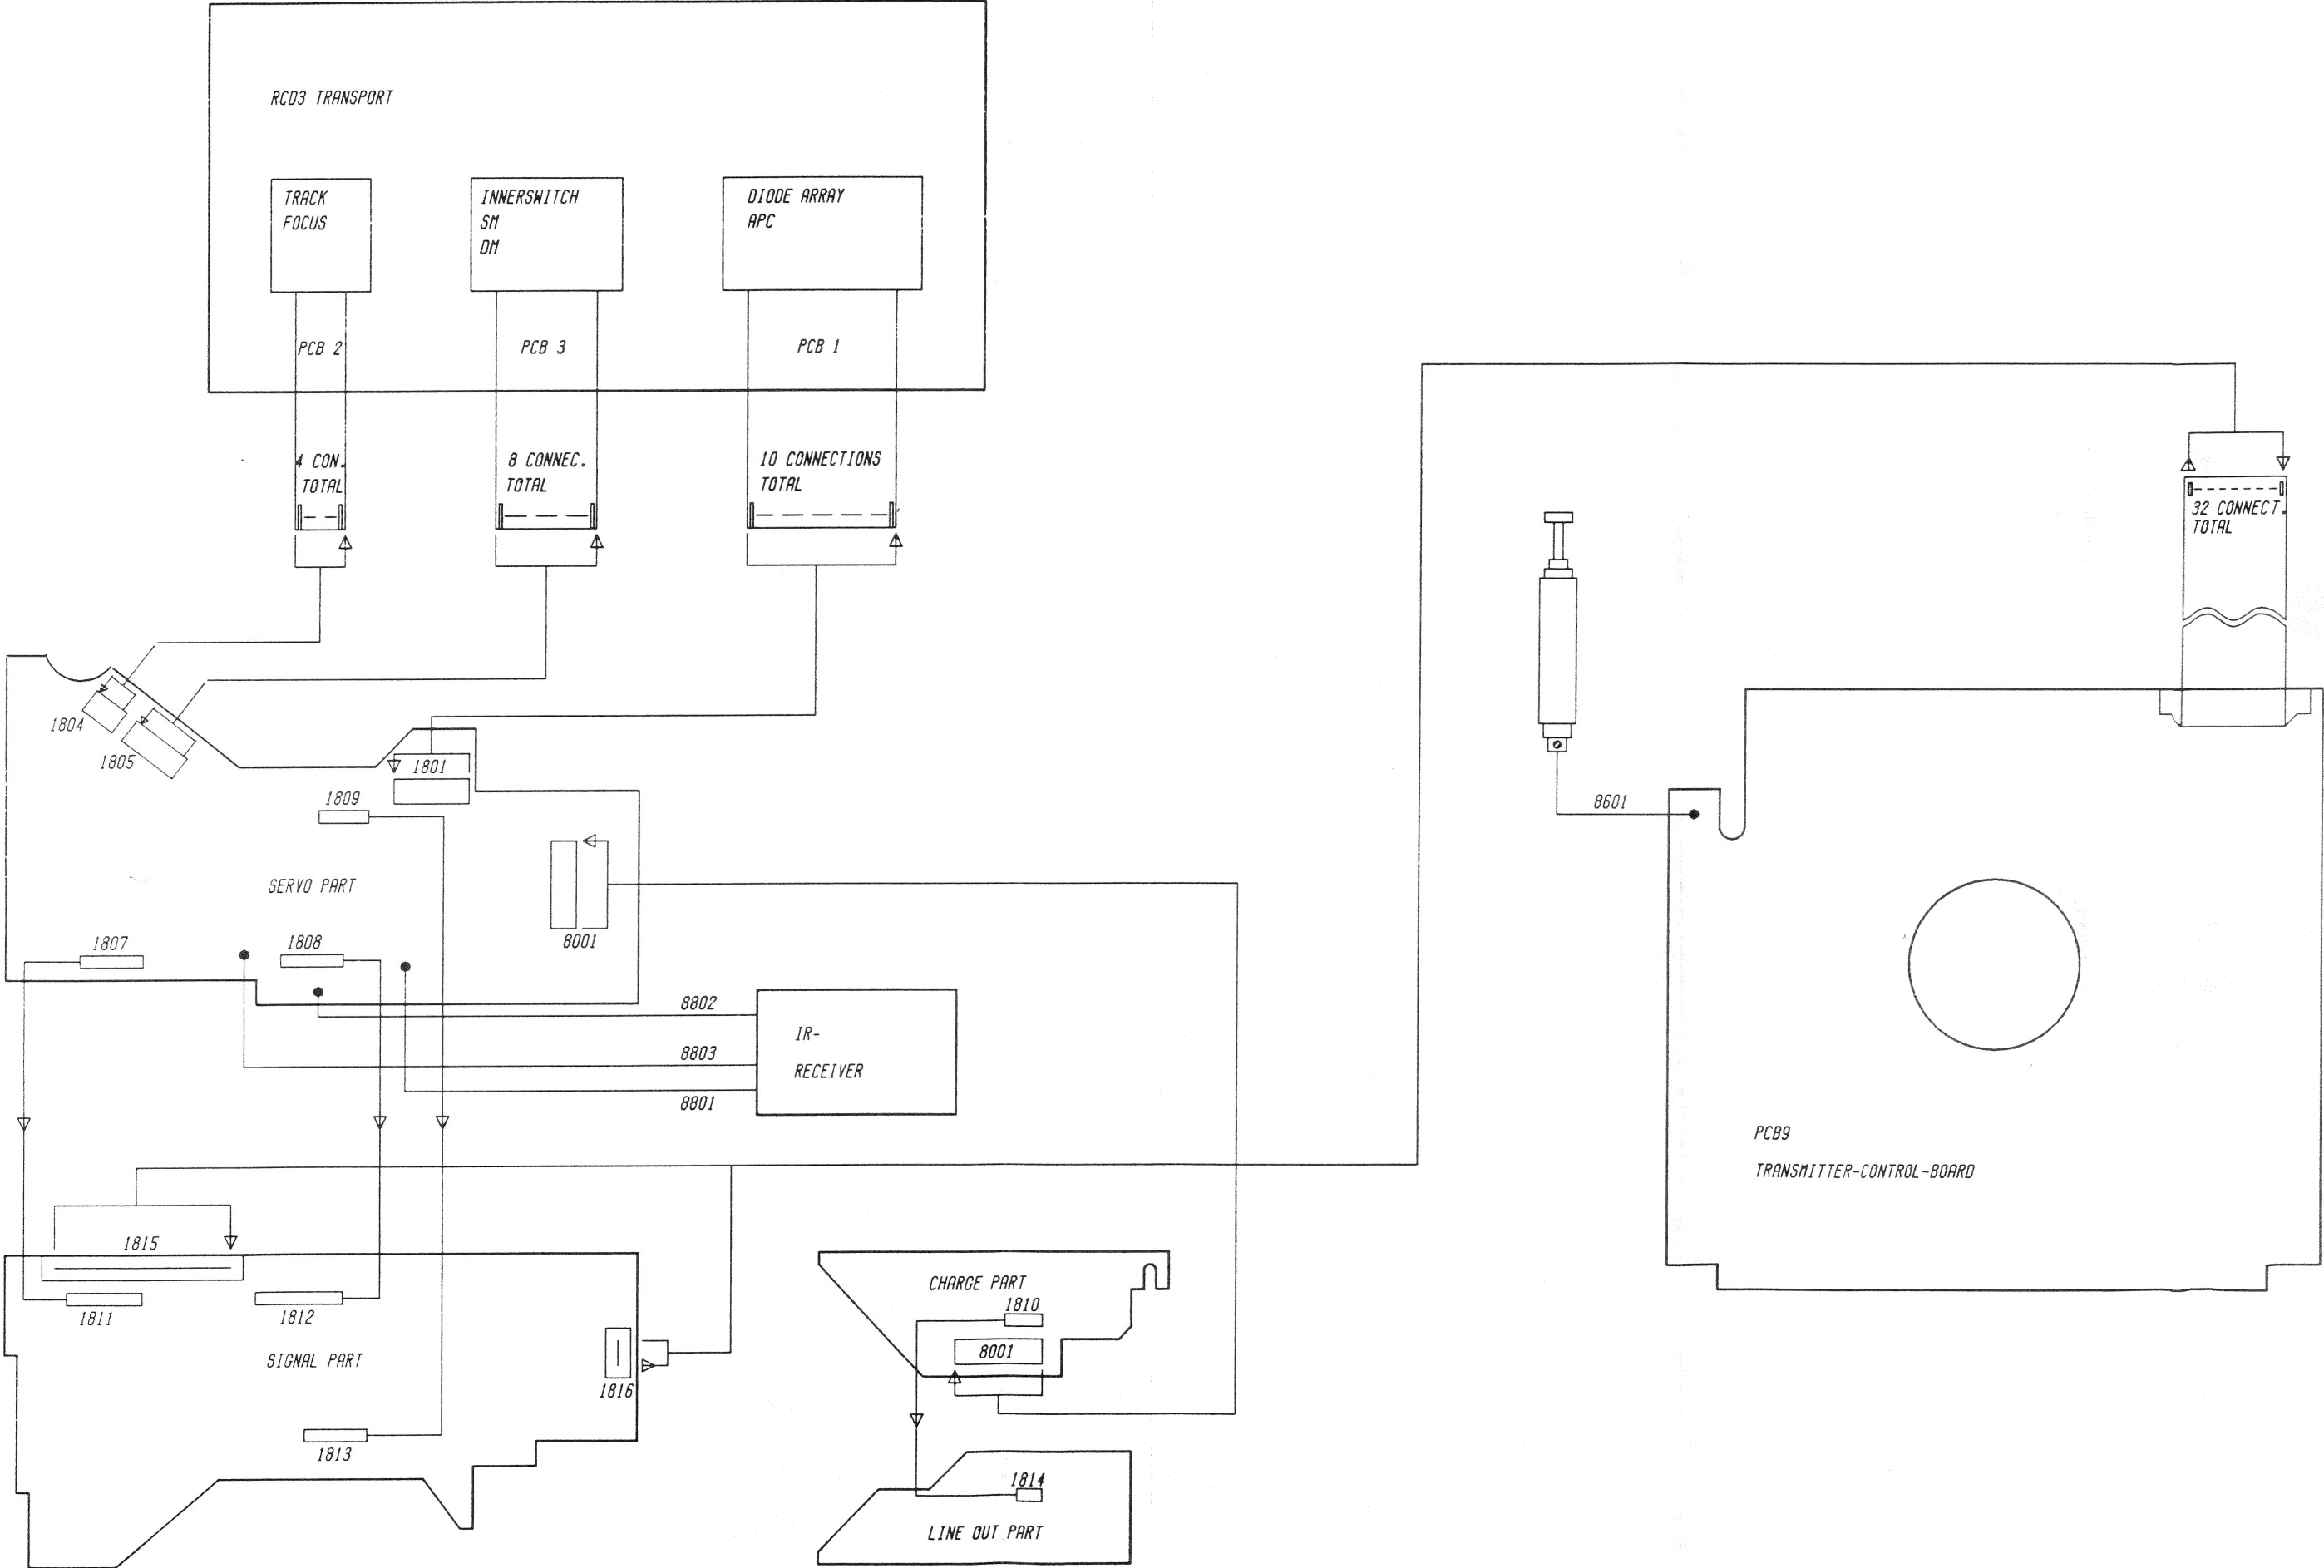 RCD3 TRANSPORT
TRACK
FOCUS
INNERSWITCH
SM
DM
DIODE ARRAY
APC
PCB 2
PCB 3
PCB 1
4 CON.
TOTAL
8 CONNEC.
TOTAL
10 CONNECTIONS
TOTAL
32 CONNECT.
TOTAL
1804
1805
1801
1809
8601
SERVO PART
8001
1807
1808
8802
IR-
8803
RECEIVER
8801
PCB9
TRANSMITTER-CONTROL-BOARD
1815
1811
1812
SIGNAL PART
1816
1813
CHARGE PART
1810
8001
1814
LINE OUT PART